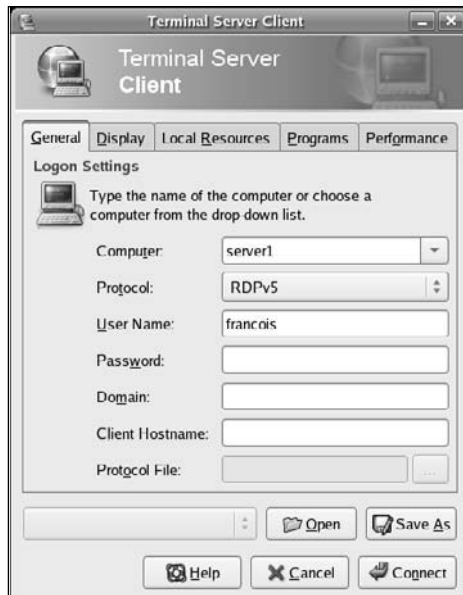 Terminal Server Client
Terminal Server
Client
General Display Local Resources Programs Performance
Logon Settings
Type the name of the computer or choose a
computer from the drop-down list.
Computer: server1
Protocol: RDPv5
User Name: francois
Password:
Domain:
Client Hostname:
Protocol File: ...
Open Save As
Help Cancel Connect